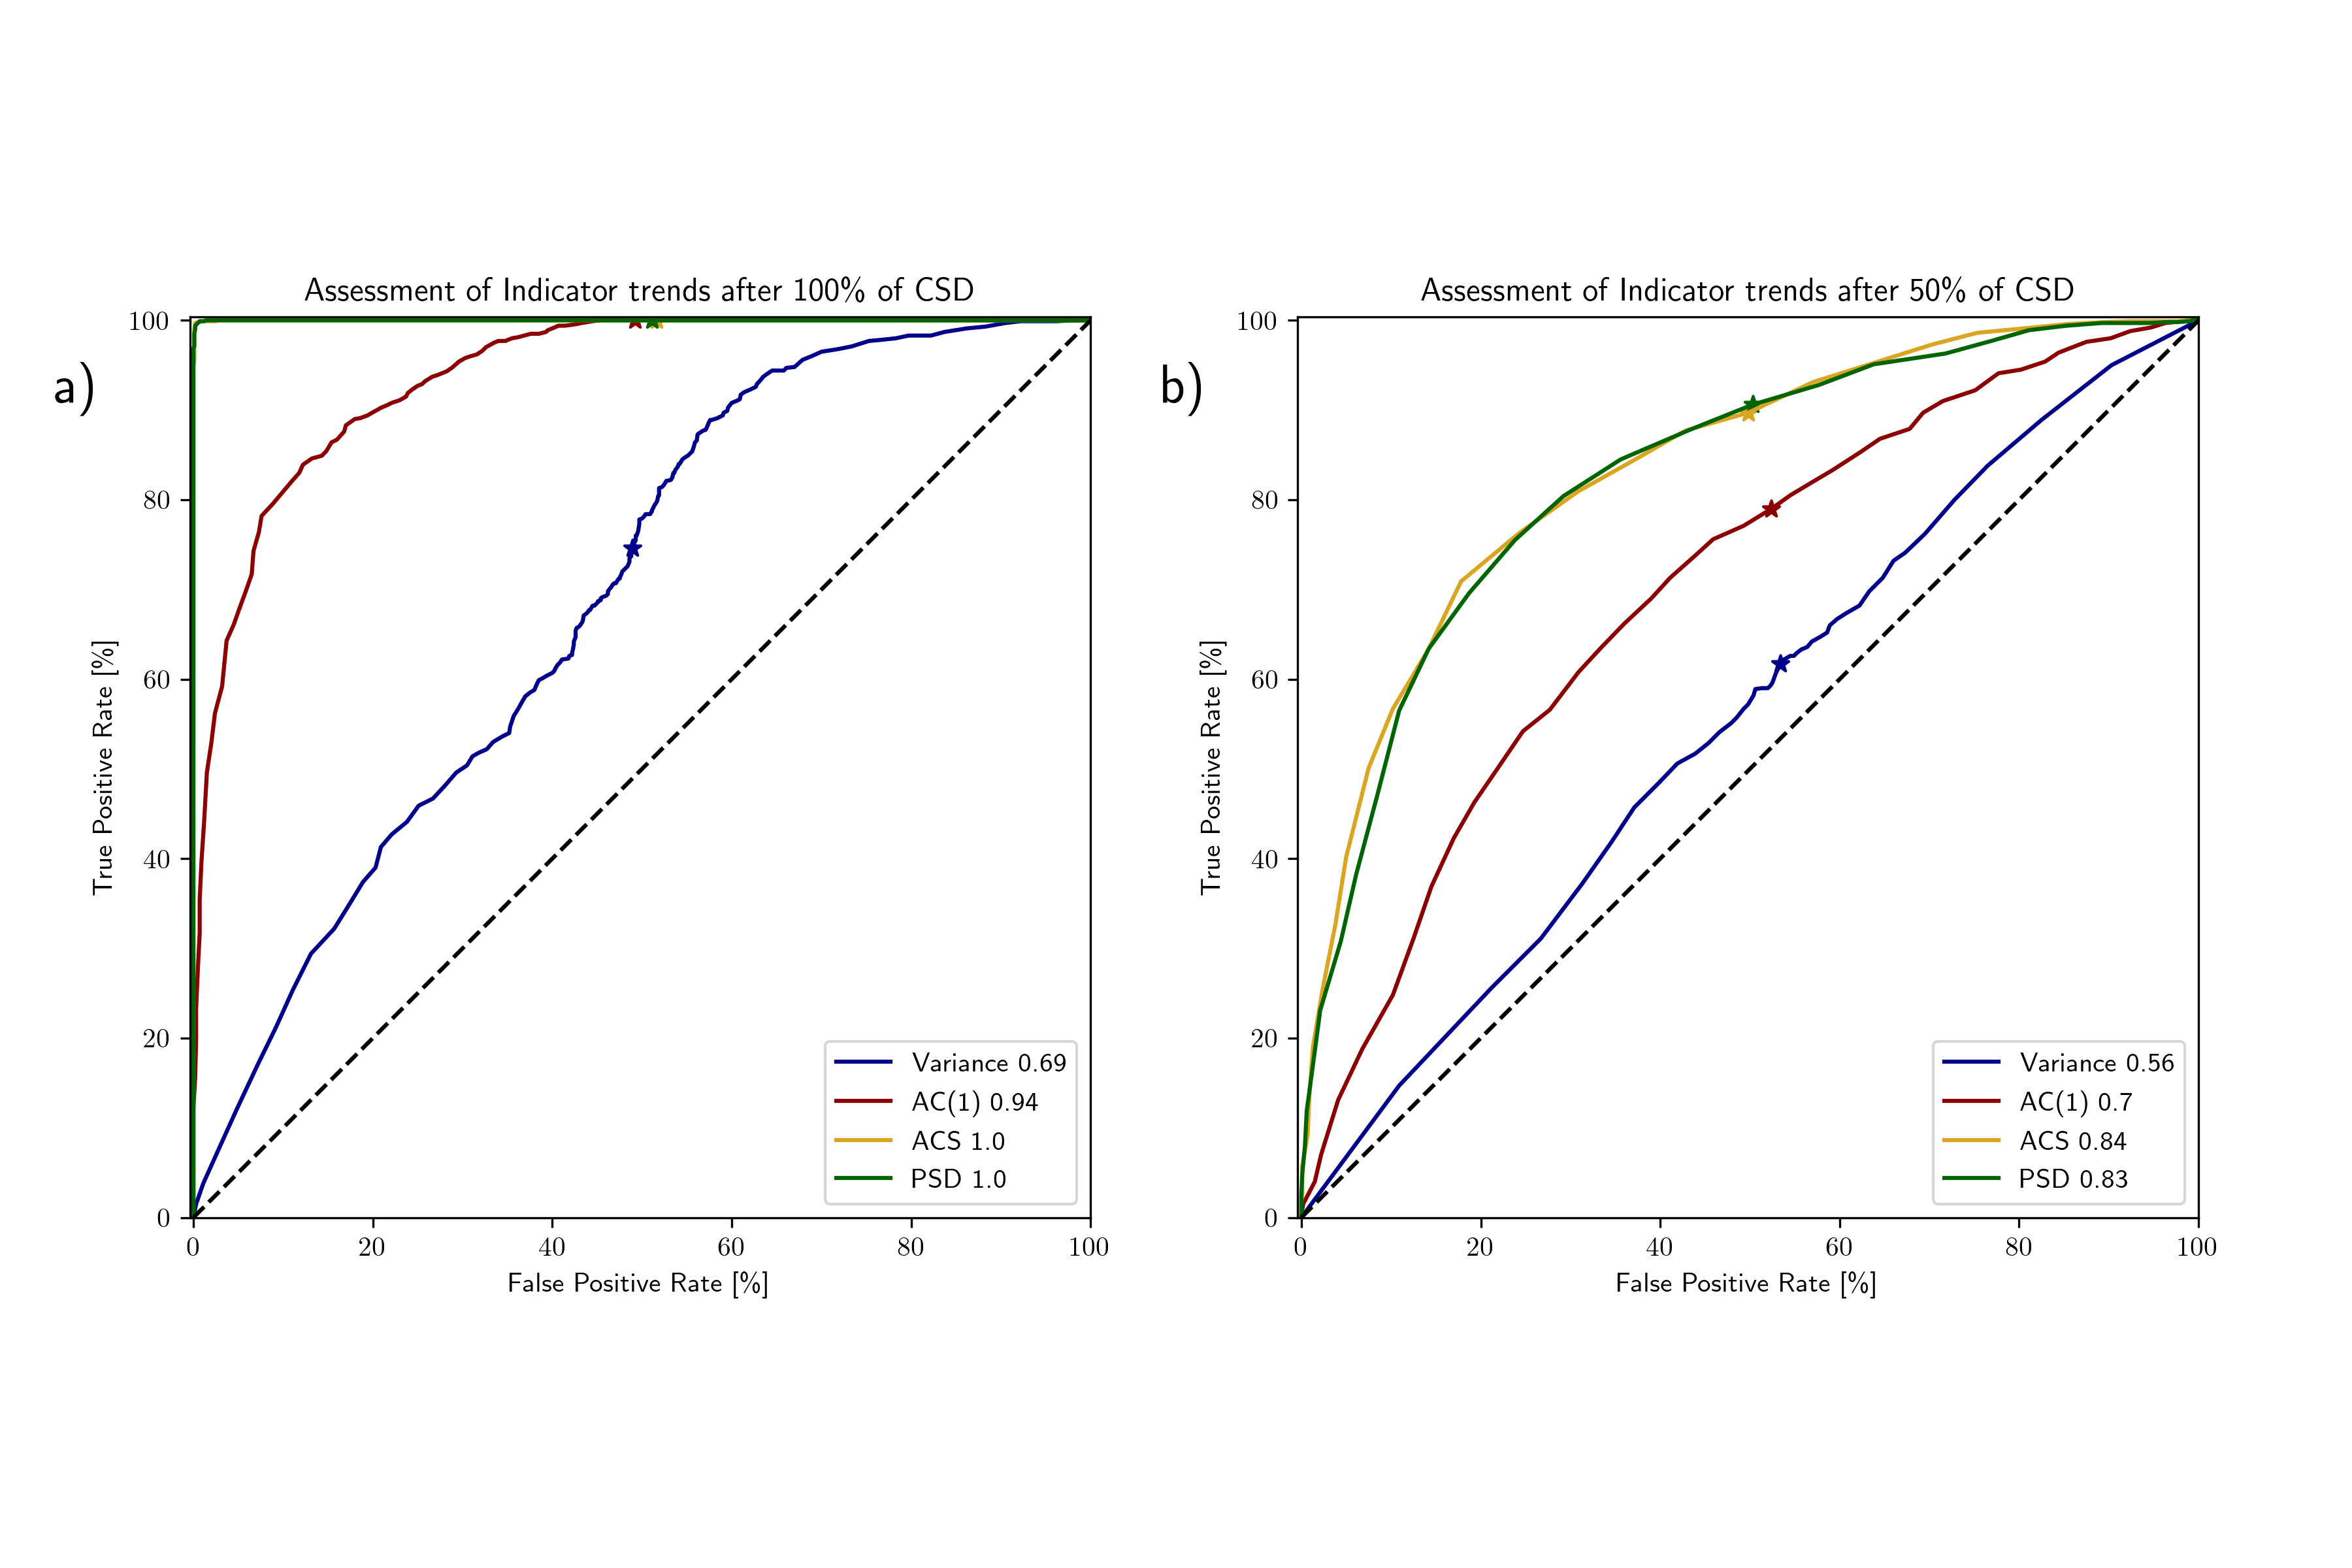 a)
Assessment of Indicator trends after 100% of CSD
True Positive Rate [%]
100
80
60
40
20
0
0 20 40 60 80 100
False Positive Rate [%]
Variance 0.69
AC(1) 0.94
ACS 1.0
PSD 1.0
b)
Assessment of Indicator trends after 50% of CSD
True Positive Rate [%]
100
80
60
40
20
0
0 20 40 60 80 100
False Positive Rate [%]
Variance 0.56
AC(1) 0.7
ACS 0.84
PSD 0.83